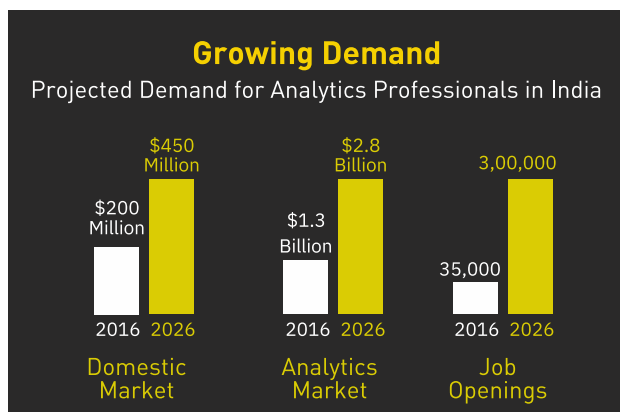 Growing Demand
Projected Demand for Analytics Professionals in India
$200
Million
$450
Million
2016 2026
Domestic
Market
$1.3
Billion
$2.8
Billion
2016 2026
Analytics
Market
35,000
3,00,000
2016 2026
Job
Openings